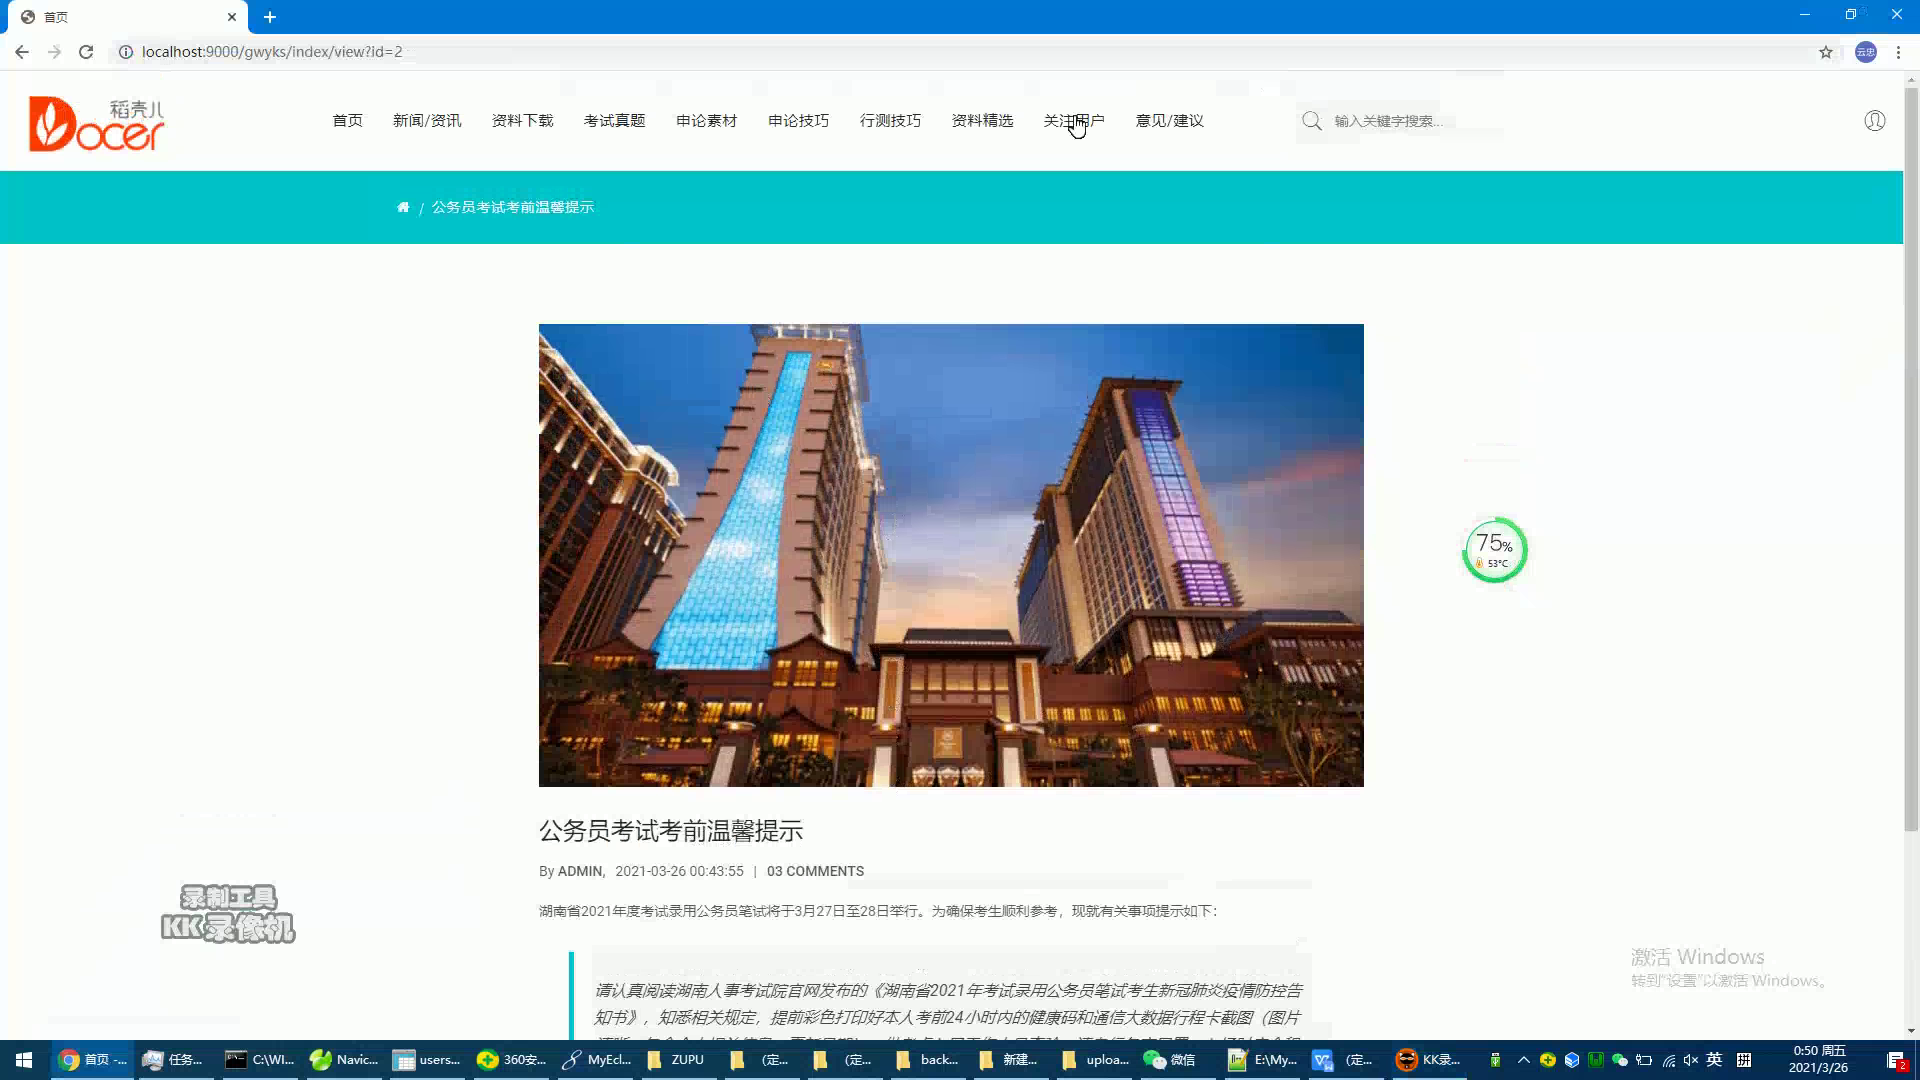 首页
localhost:9000/gwyks/index/view?id=2
云忠
稻壳儿
Docer
首页 新闻/资讯 资料下载 考试真题 申论素材 申论技巧 行测技巧 资料精选 关注用户 意见/建议 输入关键字搜索...
/ 公务员考试考前温馨提示
75%
53°C
公务员考试考前温馨提示
By ADMIN, 2021-03-26 00:43:55 | 03 COMMENTS
湖南省2021年度考试录用公务员笔试将于3月27日至28日举行。为确保考生顺利参考，现就有关事项提示如下：
请认真阅读湖南人事考试院官网发布的《湖南省2021年考试录用公务员笔试考生新冠肺炎疫情防控告
知书》，知悉相关规定，提前彩色打印好本人考前24小时内的健康码和通信大数据行程卡截图（图片
录制工具
KK录像机
激活 Windows
转到"设置"以激活 Windows。
首页 -... 任务... C:\WI... Navic... users... 360安... MyEcl... ZUPU (定... (定... back... 新建... uploa... 微信 E:\My... (定... KK录... 英 拼
0:50 周五
2021/3/26
2